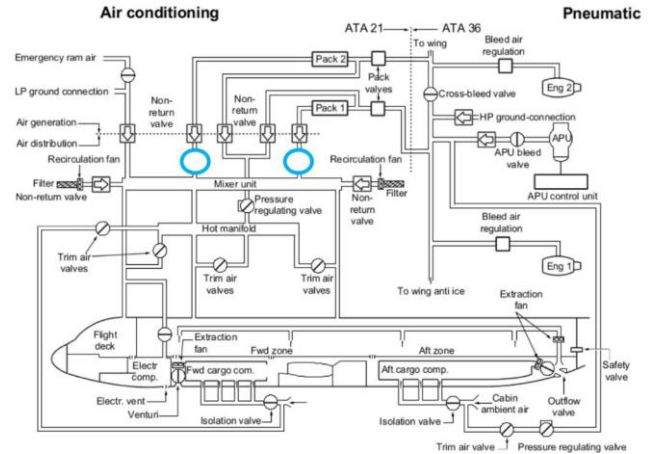 Air conditioning
Pneumatic
ATA 21
ATA 36
To wing
Bleed air
regulation
Emergency ram air
LP ground connection
Pack 2
Pack
valves
Pack 1
Cross-bleed valve
Eng 2
Non-
return
valve
Non-
return
valve
HP ground-connection
Air generation
Air distribution
APU
APU bleed
valve
APU control unit
Recirculation fan
Filter
Non-return valve
Mixer unit
Recirculation fan
Filter
Non-
return
valve
Pressure
regulating valve
Hot manifold
Bleed air
regulation
Eng 1
Trim air
valves
Trim air
valves
Trim air
valves
To wing anti ice
Extraction
fan
Flight
deck
Extraction
fan
Fwd zone
Aft zone
Electr
comp.
Fwd cargo com.
Aft cargo comp.
Safety
valve
Electr. vent
Venturi
Isolation valve
Isolation valve
Cabin
ambient air
Outflow
valve
Trim air valve
Pressure regulating valve